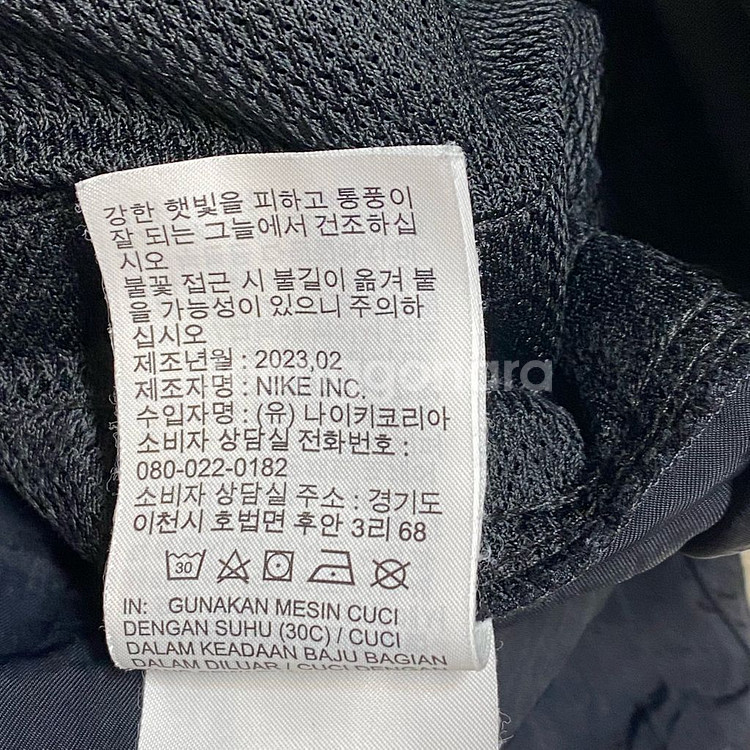 강한 햇빛을 피하고 통풍이
잘 되는 그늘에서 건조하십
시오
불꽃 접근 시 불길이 옮겨 붙
을 가능성이 있으니 주의하
십시오
제조년월 : 2023,02
제조자명 : NIKE INC.
수입자명 : (유) 나이키코리아
소비자 상담실 전화번호 :
080-022-0182
소비자 상담실 주소 : 경기도
이천시 호법면 후안 3리 68
30
IN: GUNAKAN MESIN CUCI
DENGAN SUHU (30C) / CUCI
DALAM KEADAAN BAJU BAGIAN
DALAM DILUAR / CUCI DENGAN